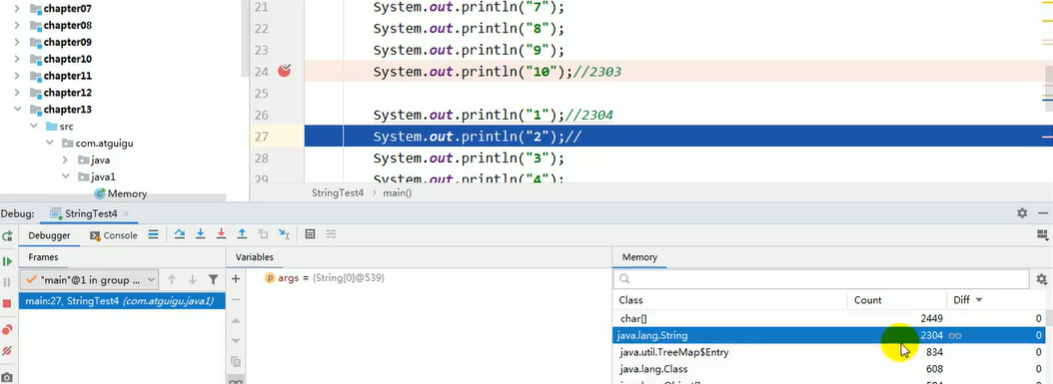 chapter07
chapter08
chapter09
chapter10
chapter11
chapter12
chapter13
src
com.atguigu
java
java1
Memory
21 System.out.println("7");
22 System.out.println("8");
23 System.out.println("9");
24 System.out.println("10");//2303
25
26 System.out.println("1");//2304
27 System.out.println("2");//
28 System.out.println("3");
29 System.out.println("4");
StringTest4 > main()
Debug: StringTest4 ×
Debugger Console
Frames Variables Memory
"main"@1 in group ... args = {String[0]@539}
main:27, StringTest4 (com.atguigu.java1)
Class Count Diff
char[] 2449 0
java.lang.String 2304 0
java.util.TreeMap$Entry 834 0
java.lang.Class 608 0